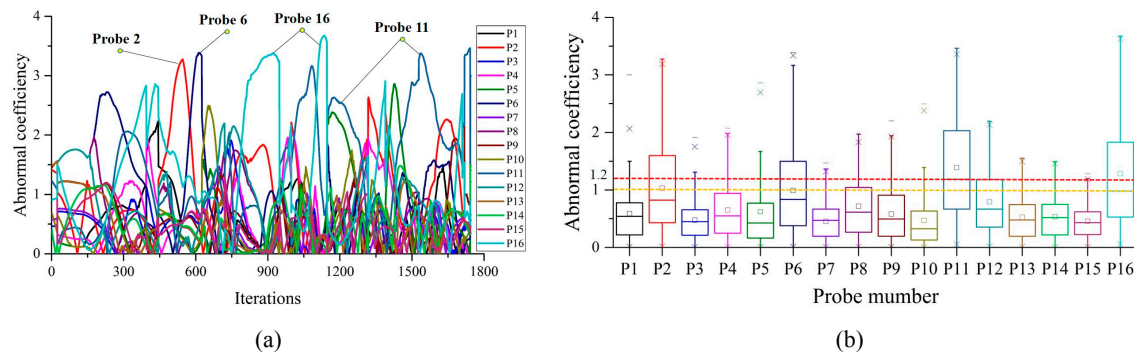 Abnormal coefficiency
4
3
2
1
0
0 300 600 900 1200 1500 1800
Iterations
Probe 2
Probe 6
Probe 16
Probe 11
P1
P2
P3
P4
P5
P6
P7
P8
P9
P10
P11
P12
P13
P14
P15
P16
(a)
Abnormal coefficiency
4
3
2
1.2
1
0
P1 P2 P3 P4 P5 P6 P7 P8 P9 P10 P11 P12 P13 P14 P15 P16
Probe mumber
(b)